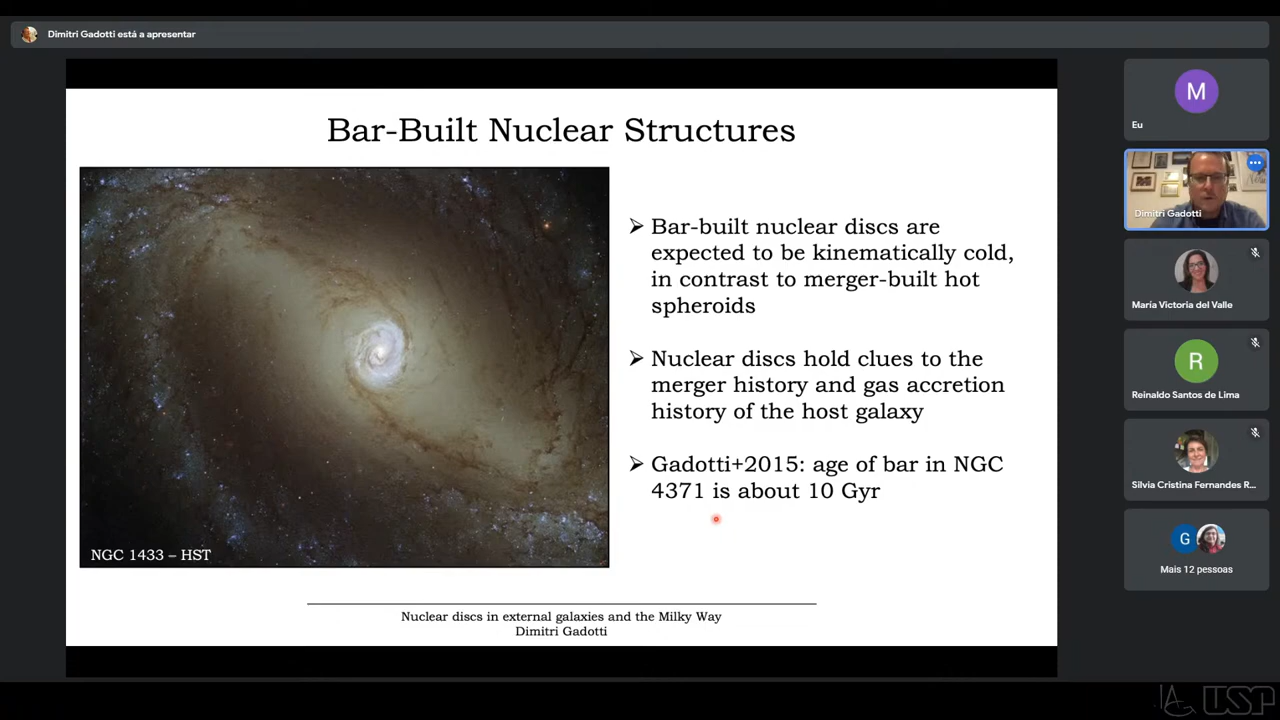 Dimitri Gadotti está a apresentar
Bar-Built Nuclear Structures
Bar-built nuclear discs are
expected to be kinematically cold,
in contrast to merger-built hot
spheroids
Nuclear discs hold clues to the
merger history and gas accretion
history of the host galaxy
Gadotti+2015: age of bar in NGC
4371 is about 10 Gyr
NGC 1433 – HST
Nuclear discs in external galaxies and the Milky Way
Dimitri Gadotti
M
Eu
Dimitri Gadotti
María Victoria del Valle
R
Reinaldo Santos de Lima
Silvia Cristina Fernandes R...
G
Mais 12 pessoas
USP